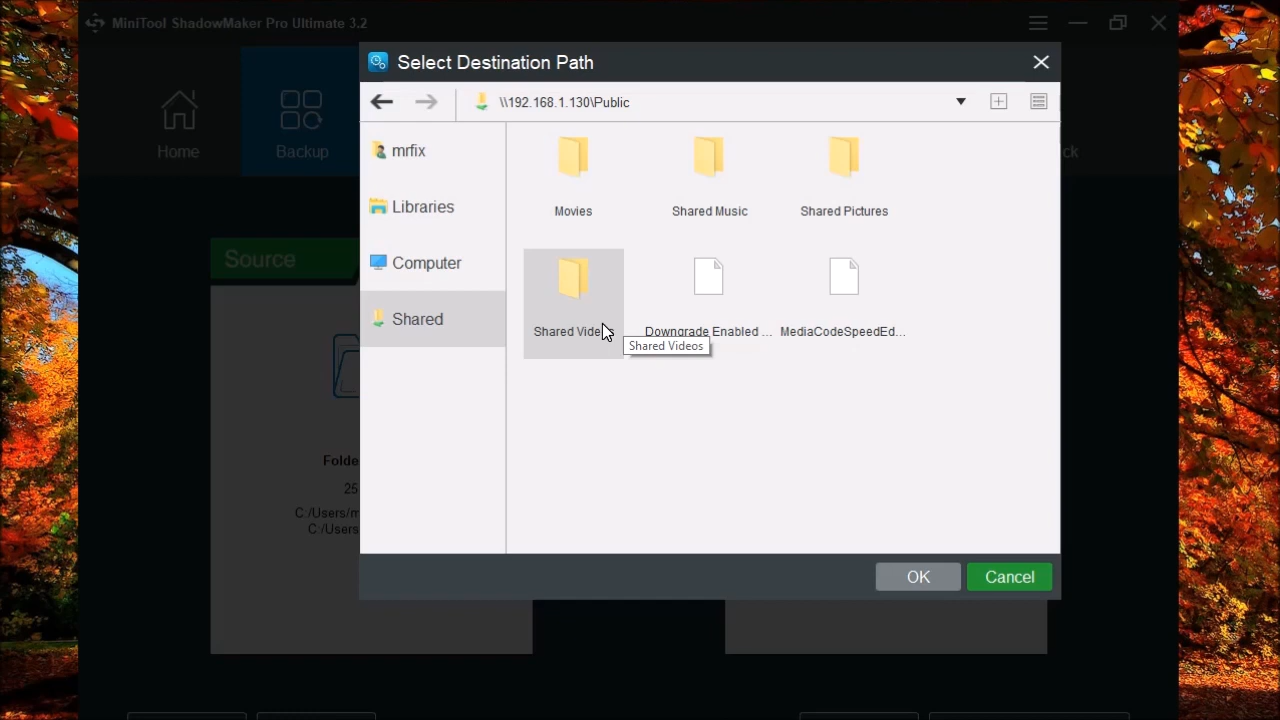 MiniTool ShadowMaker Pro Ultimate 3.2
Select Destination Path
\\192.168.1.130\Public
Home
Backup
ck
mrfix
Libraries
Computer
Shared
Movies
Shared Music
Shared Pictures
Shared Vide
Downgrade Enabled ...
MediaCodeSpeedEd...
Shared Videos
Source
Folde
25
C:/Users/m
C:/Users
OK
Cancel